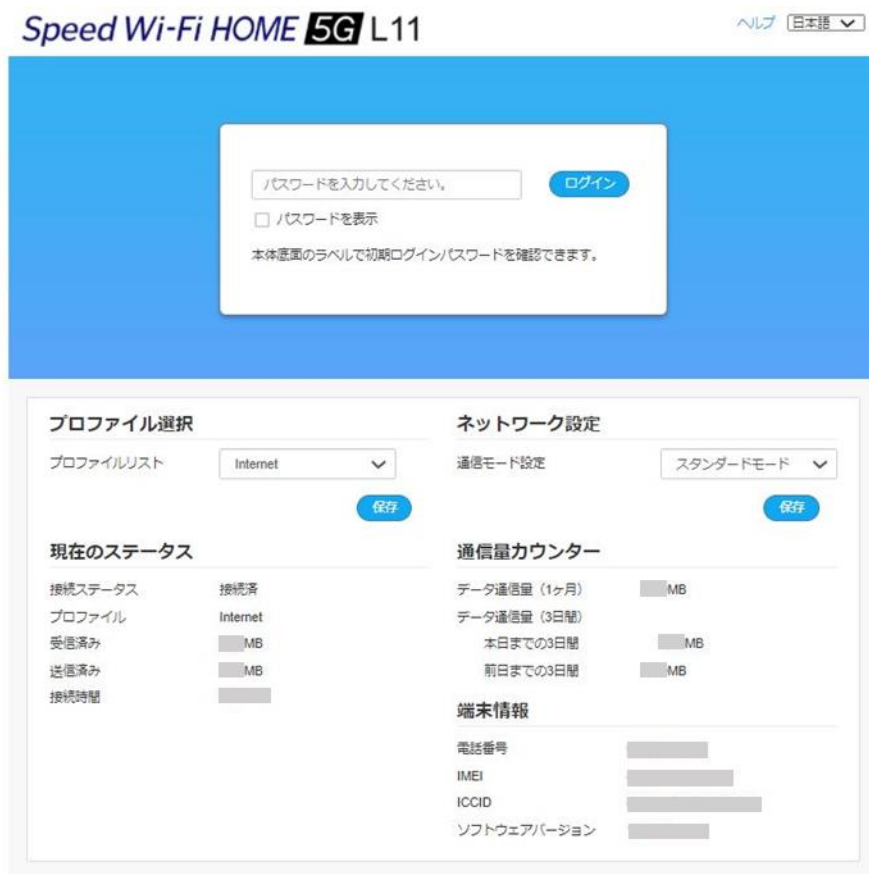 Speed Wi-Fi HOME 5G L11
ヘルプ 日本語
パスワードを入力してください。 ログイン
パスワードを表示
本体底面のラベルで初期ログインパスワードを確認できます。
プロファイル選択
プロファイルリスト Internet
保存
ネットワーク設定
通信モード設定 スタンダードモード
保存
現在のステータス
接続ステータス 接続済
プロファイル Internet
受信済み MB
送信済み MB
接続時間
通信量カウンター
データ通信量（1ヶ月） MB
データ通信量（3日間）
本日までの3日間 MB
前日までの3日間 MB
端末情報
電話番号
IMEI
ICCID
ソフトウェアバージョン